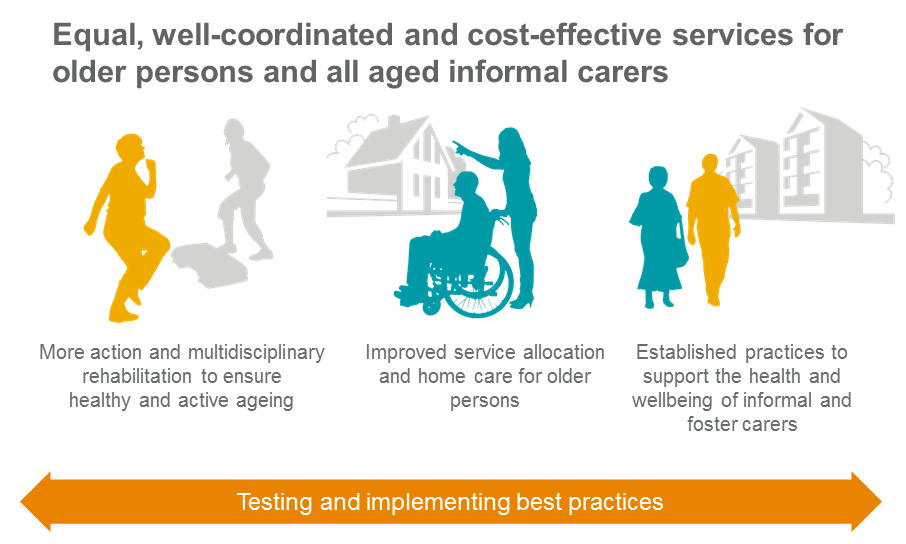 Equal, well-coordinated and cost-effective services for
older persons and all aged informal carers
More action and multidisciplinary
rehabilitation to ensure
healthy and active ageing
Improved service allocation
and home care for older
persons
Established practices to
support the health and
wellbeing of informal and
foster carers
Testing and implementing best practices